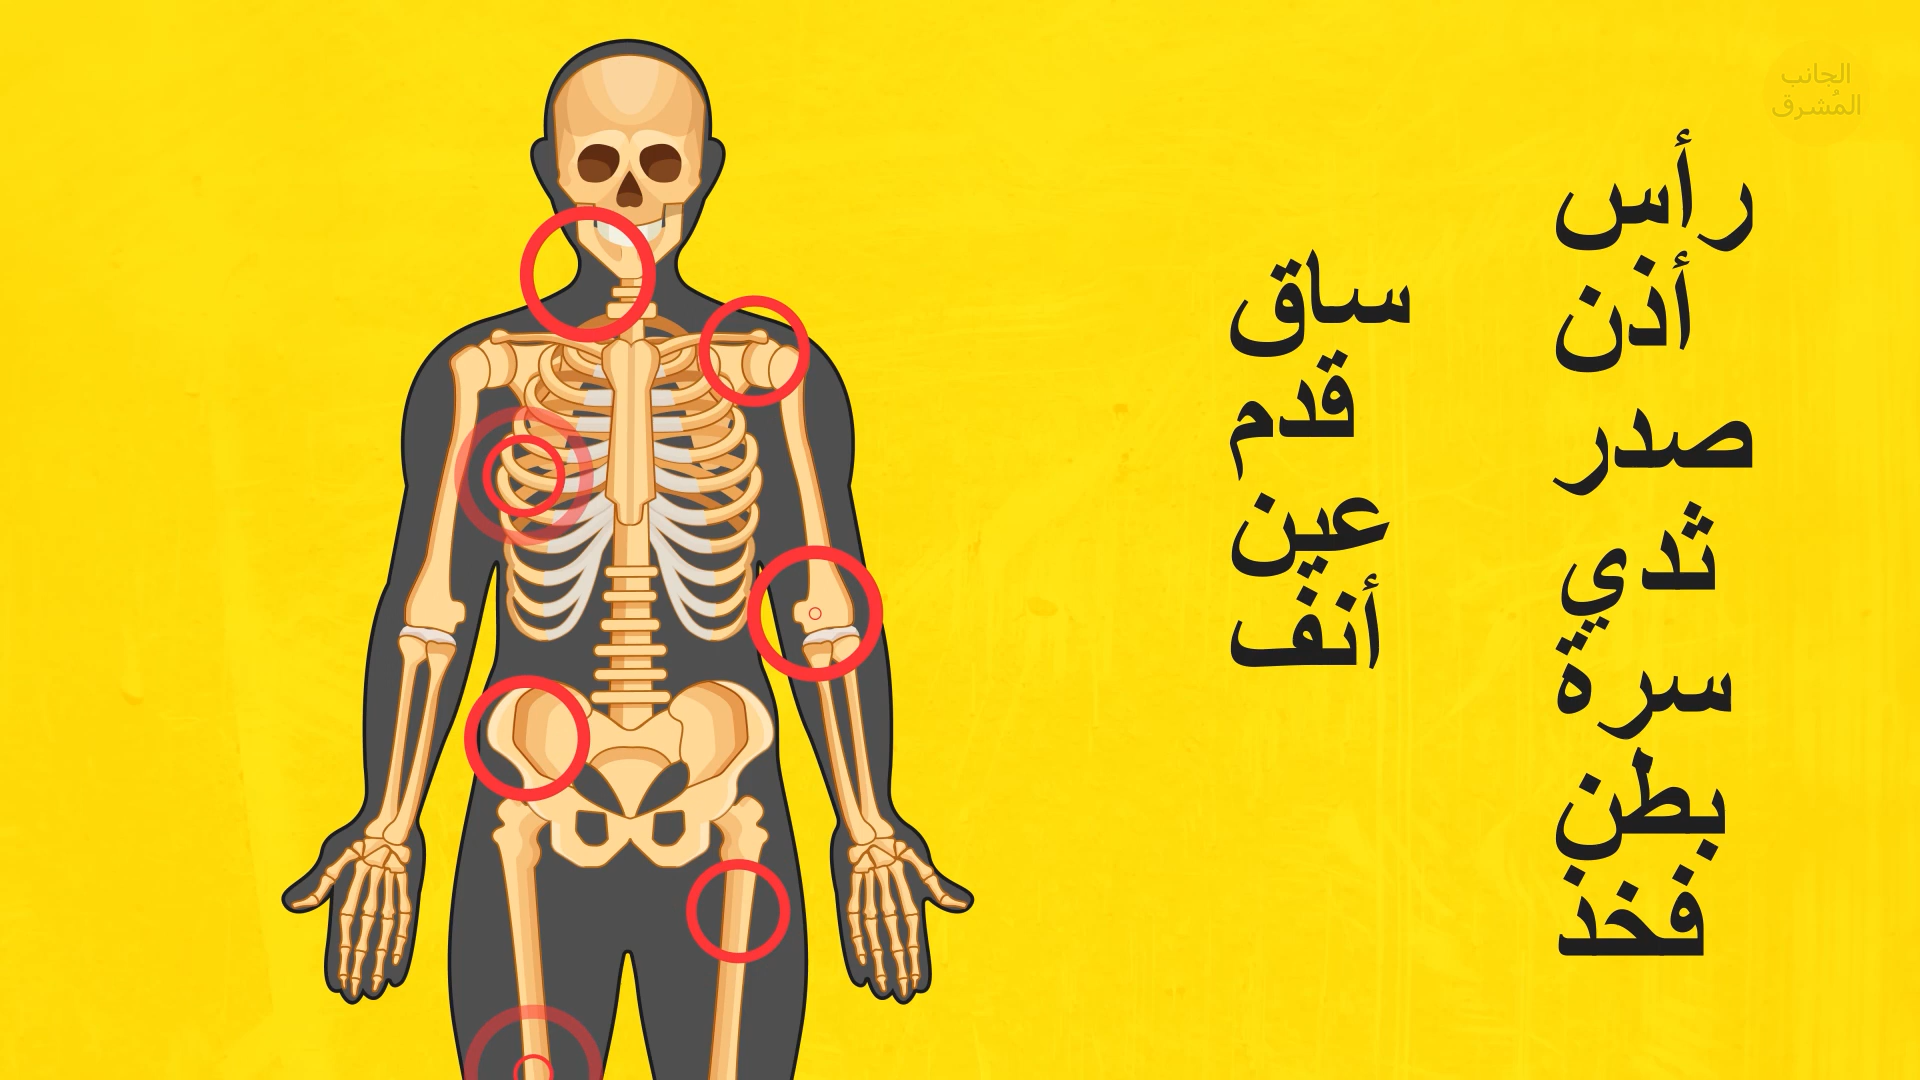 الجانب
المُشرق
رأس
أذن
صدر
ثدي
سرة
بطن
فخذ
ساق
قدم
عين
أنف